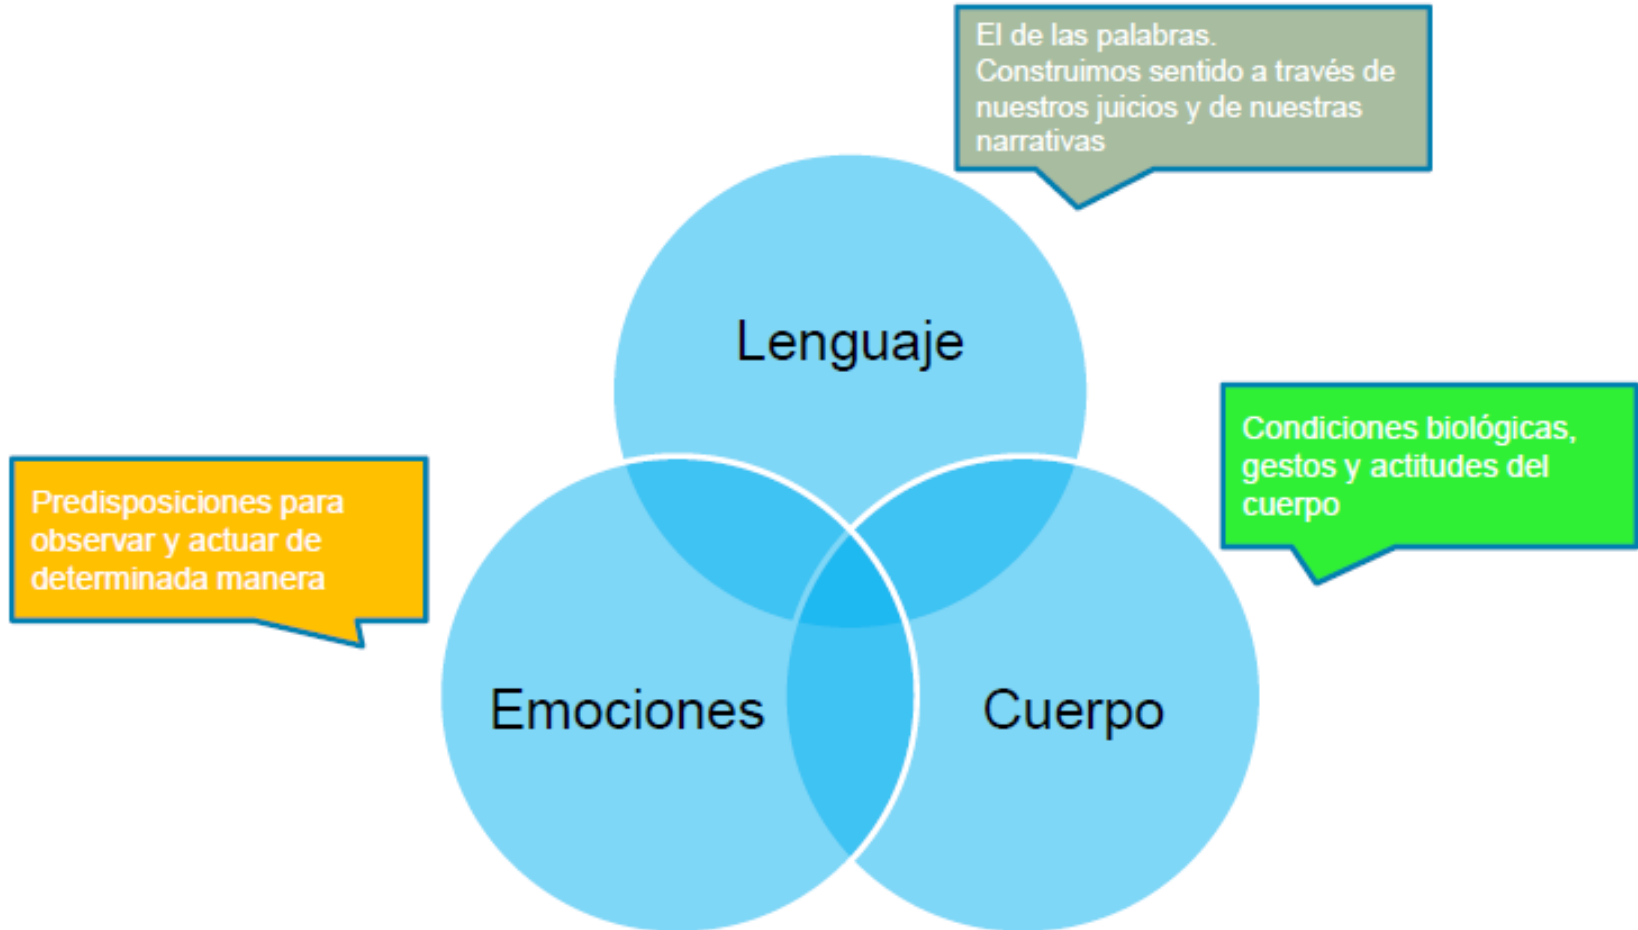 El de las palabras.
Construimos sentido a través de
nuestros juicios y de nuestras
narrativas
Lenguaje
Condiciones biológicas,
gestos y actitudes del
cuerpo
Predisposiciones para
observar y actuar de
determinada manera
Emociones
Cuerpo